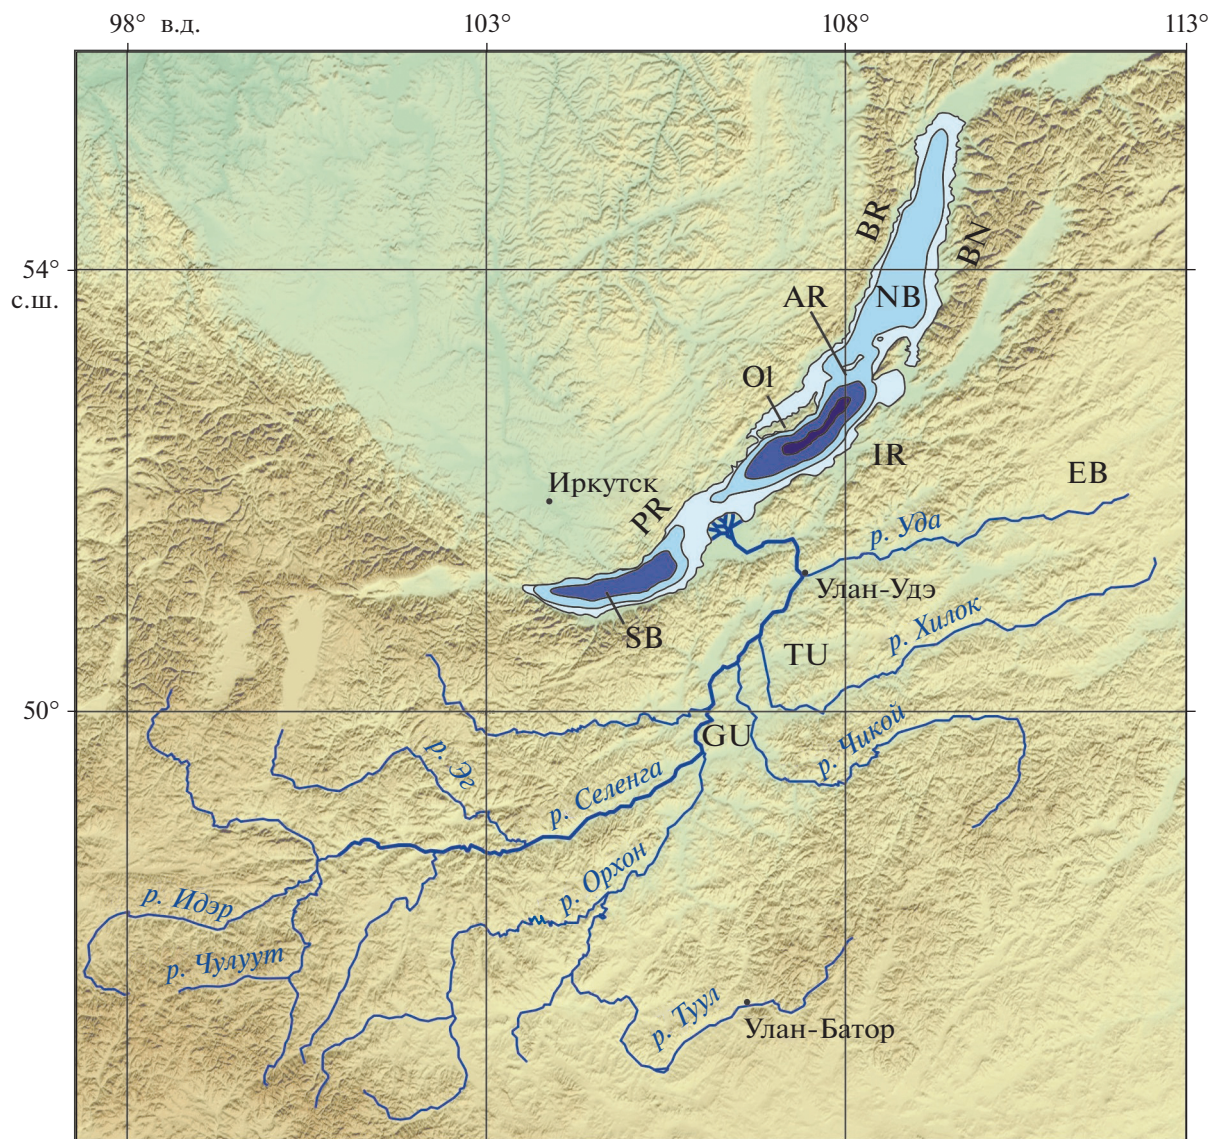 98° в.д.
103°
108°
113°
BR
BN
54°
с.ш.
AR
NB
Ol
IR
Иркутск
PR
EB
р. Уда
Улан-Удэ
р. Хилок
SB
TU
50°
GU
р. Чикой
р. Эг
р. Селенга
р. Орхон
р. Идэр
р. Чулуут
р. Туул
Улан-Батор